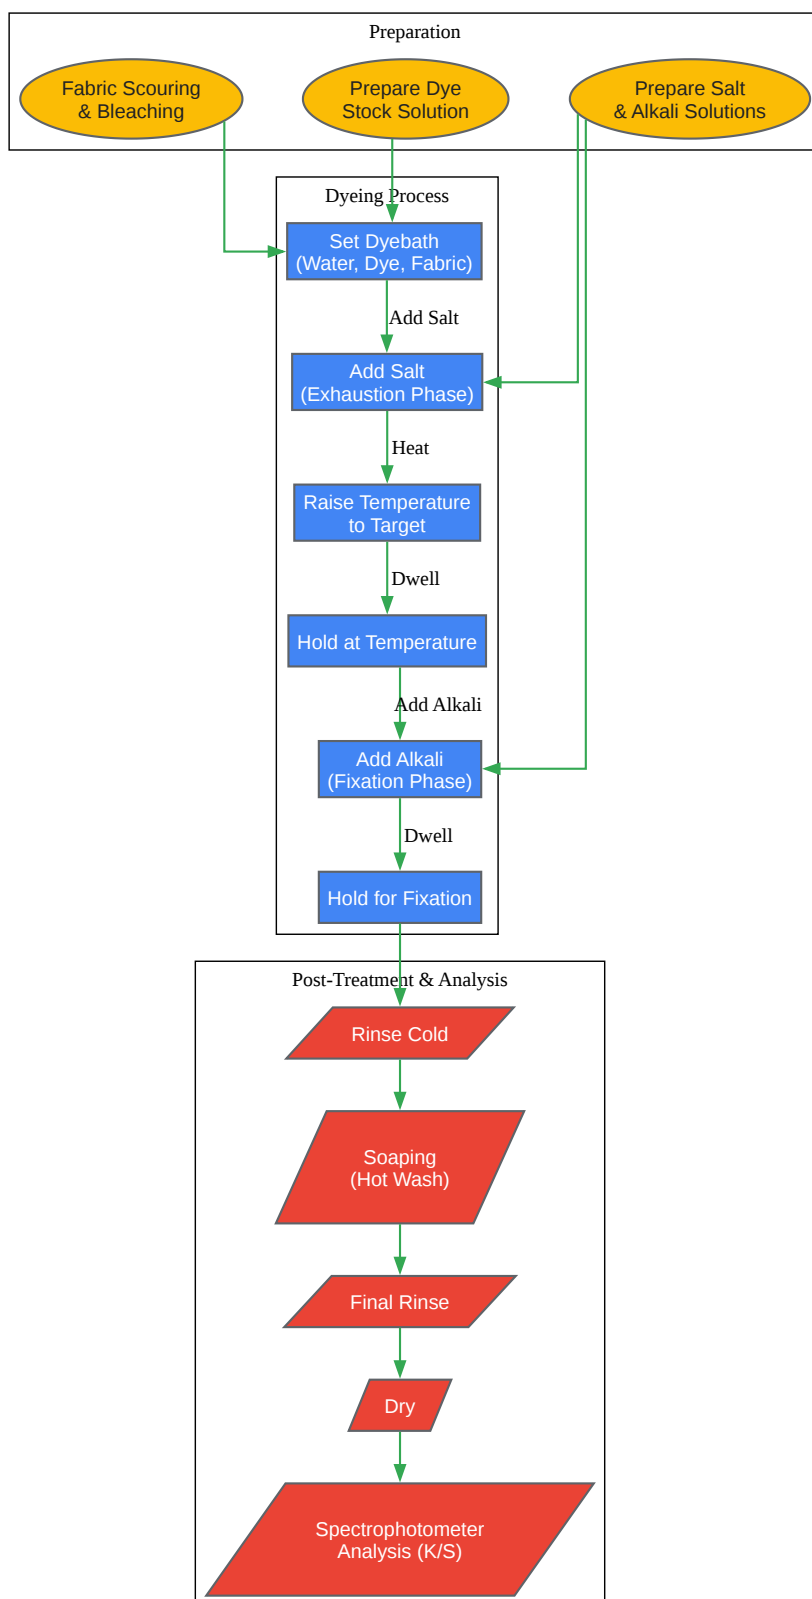 Preparation
Fabric Scouring
& Bleaching
Prepare Dye
Stock Solution
Prepare Salt
& Alkali Solutions
Dyeing Process
Set Dyebath
(Water, Dye, Fabric)
Add Salt
Add Salt
(Exhaustion Phase)
Heat
Raise Temperature
to Target
Dwell
Hold at Temperature
Add Alkali
Add Alkali
(Fixation Phase)
Dwell
Hold for Fixation
Post-Treatment & Analysis
Rinse Cold
Soaping
(Hot Wash)
Final Rinse
Dry
Spectrophotometer
Analysis (K/S)